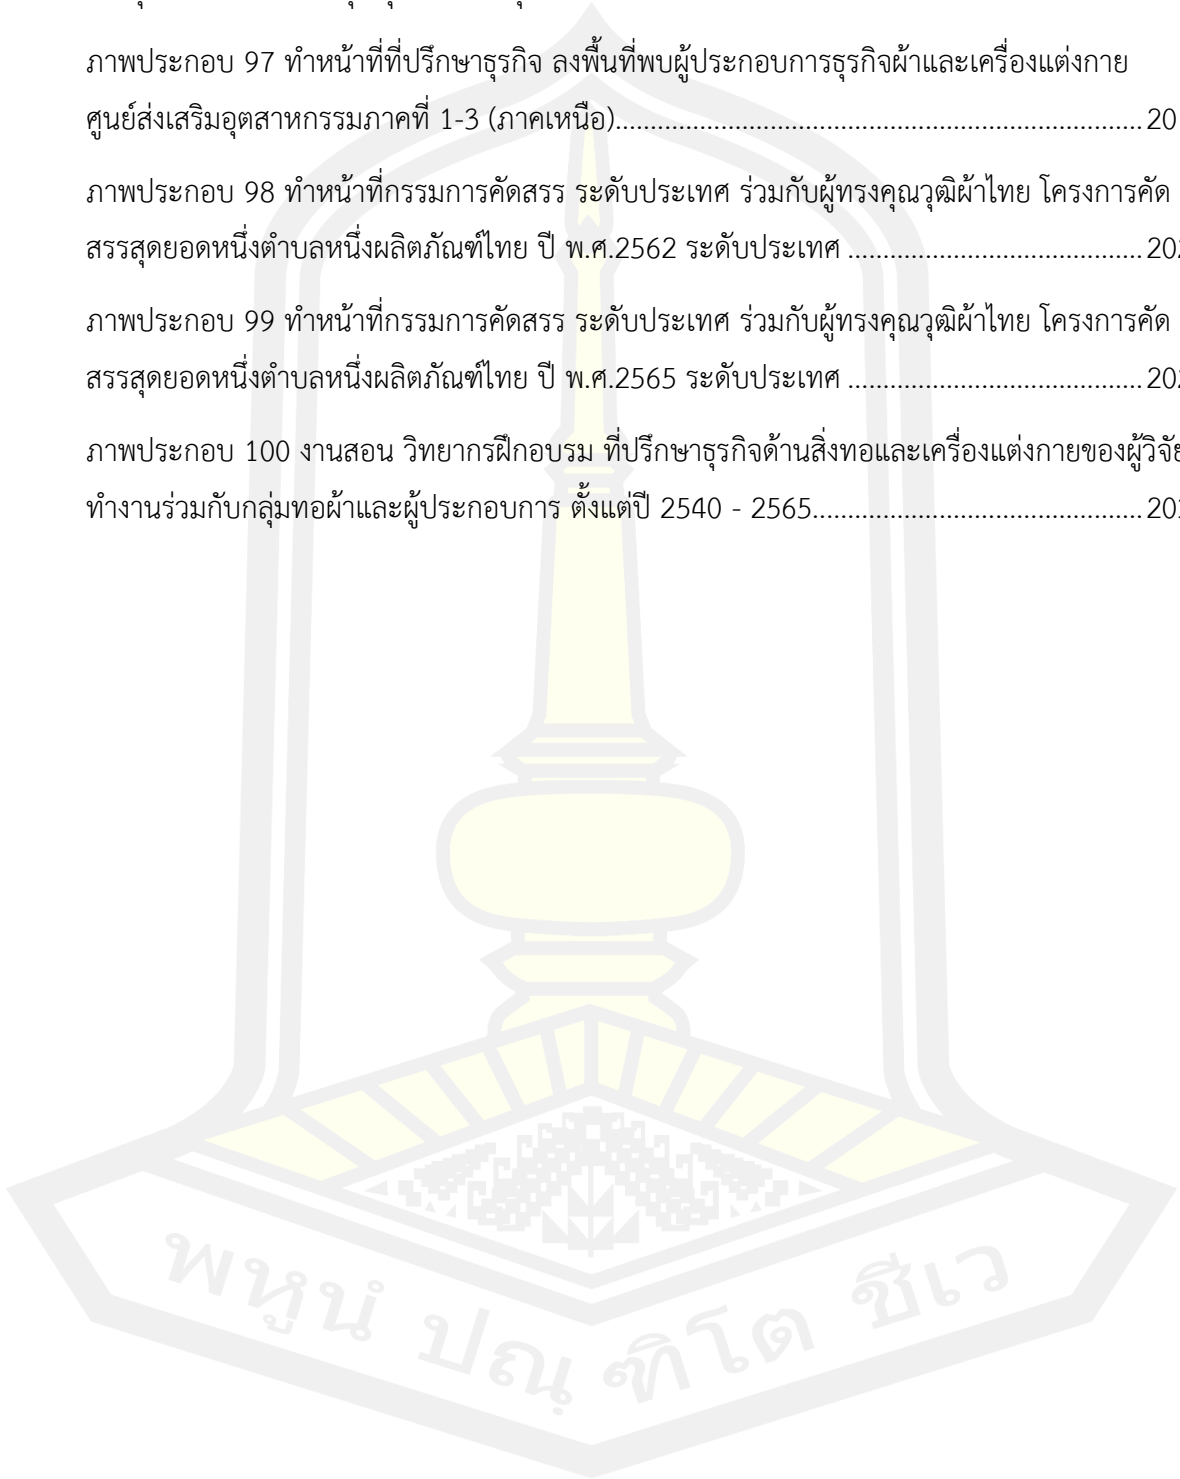 ภาพประกอบ 97 ทำหน้าที่ที่ปรึกษาธุรกิจ ลงพื้นที่พบผู้ประกอบการธุรกิจผ้าและเครื่องแต่งกาย
ศูนย์ส่งเสริมอุตสาหกรรมภาคที่ 1-3 (ภาคเหนือ)........................................................................... 20
ภาพประกอบ 98 ทำหน้าที่กรรมการคัดสรร ระดับประเทศ ร่วมกับผู้ทรงคุณวุฒิผ้าไทย โครงการคัด
สรรสุดยอดหนึ่งตำบลหนึ่งผลิตภัณฑ์ไทย ปี พ.ศ.2562 ระดับประเทศ .......................................... 202
ภาพประกอบ 99 ทำหน้าที่กรรมการคัดสรร ระดับประเทศ ร่วมกับผู้ทรงคุณวุฒิผ้าไทย โครงการคัด
สรรสุดยอดหนึ่งตำบลหนึ่งผลิตภัณฑ์ไทย ปี พ.ศ.2565 ระดับประเทศ .......................................... 202
ภาพประกอบ 100 งานสอน วิทยากรฝึกอบรม ที่ปรึกษาธุรกิจด้านสิ่งทอและเครื่องแต่งกายของผู้วิจัย
ทำงานร่วมกับกลุ่มทอผ้าและผู้ประกอบการ ตั้งแต่ปี 2540 - 2565............................................... 20
พหูนํ ปณฺฑิโต ชีเว